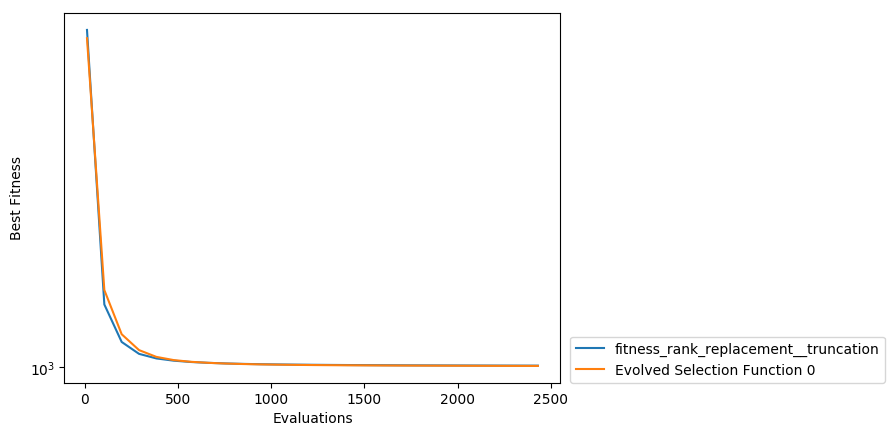 Best Fitness
10³
0 500 1000 1500 2000 2500
Evaluations
fitness_rank_replacement__truncation
Evolved Selection Function 0